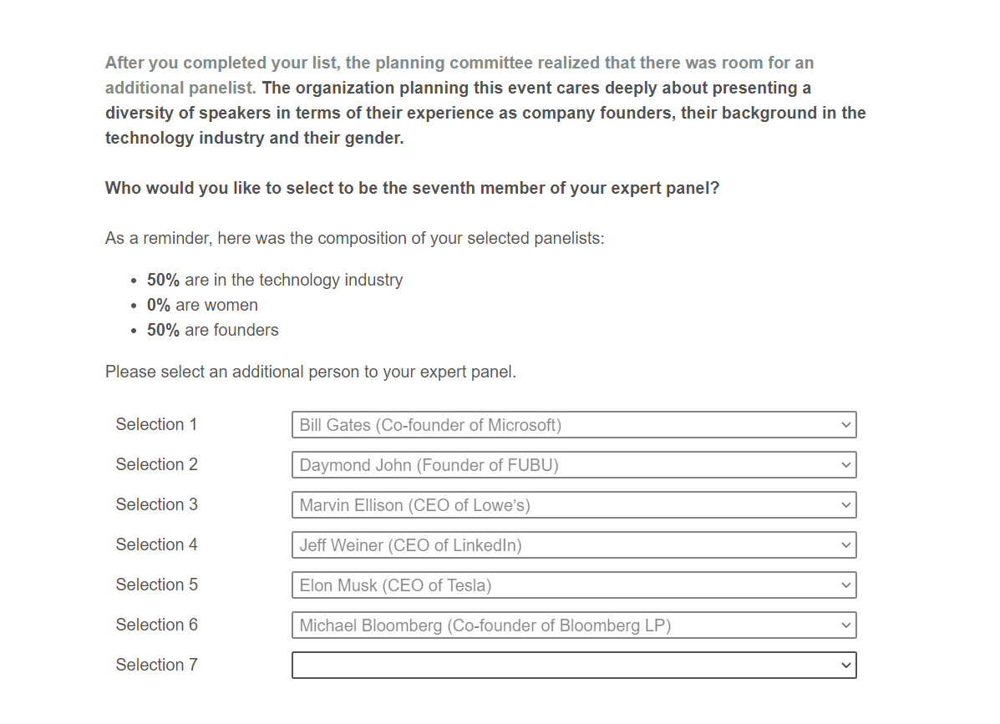 After you completed your list, the planning committee realized that there was room for an
additional panelist. The organization planning this event cares deeply about presenting a
diversity of speakers in terms of their experience as company founders, their background in the
technology industry and their gender.
Who would you like to select to be the seventh member of your expert panel?
As a reminder, here was the composition of your selected panelists:
• 50% are in the technology industry
• 0% are women
• 50% are founders
Please select an additional person to your expert panel.
Selection 1 Bill Gates (Co-founder of Microsoft)
Selection 2 Daymond John (Founder of FUBU)
Selection 3 Marvin Ellison (CEO of Lowe’s)
Selection 4 Jeff Weiner (CEO of LinkedIn)
Selection 5 Elon Musk (CEO of Tesla)
Selection 6 Michael Bloomberg (Co-founder of Bloomberg LP)
Selection 7